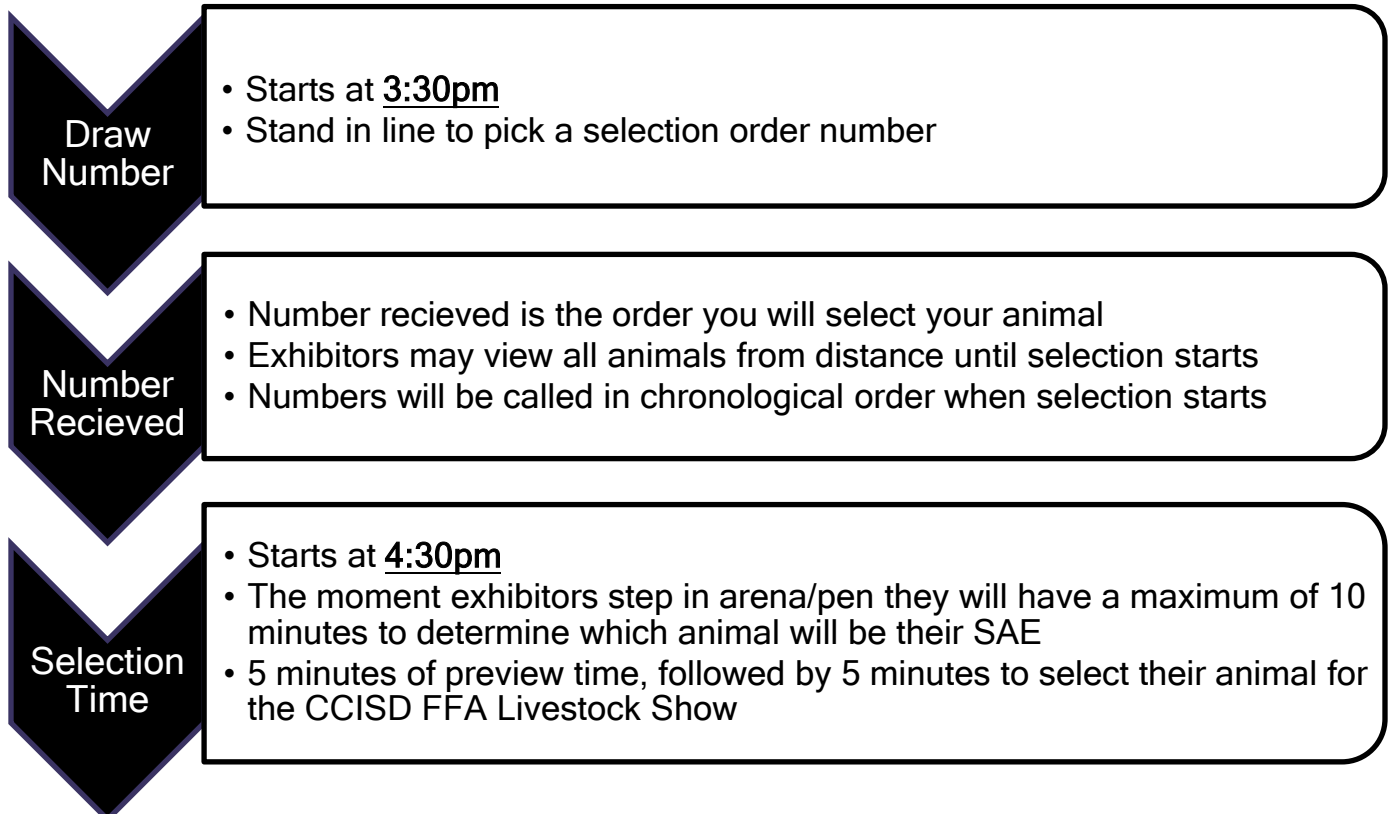 Draw
Number
• Starts at 3:30pm
• Stand in line to pick a selection order number
Number
Recieved
• Number recieved is the order you will select your animal
• Exhibitors may view all animals from distance until selection starts
• Numbers will be called in chronological order when selection starts
Selection
Time
• Starts at 4:30pm
• The moment exhibitors step in arena/pen they will have a maximum of 10
minutes to determine which animal will be their SAE
• 5 minutes of preview time, followed by 5 minutes to select their animal for
the CCISD FFA Livestock Show